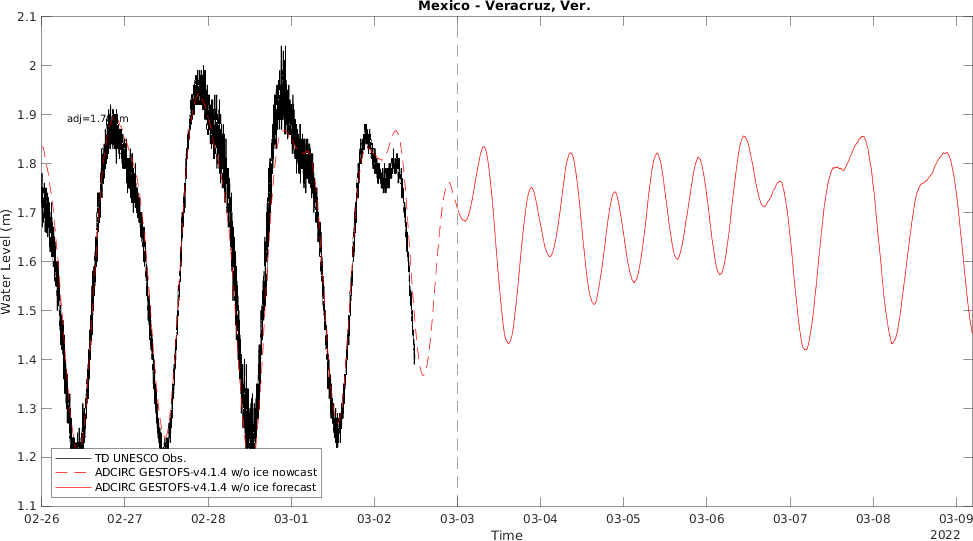 Mexico - Veracruz, Ver.
2.1
2
1.9
1.8
1.7
1.6
1.5
1.4
1.3
1.2
1.1
Water Level (m)
TD UNESCO Obs.
ADCIRC GESTOFS-v4.1.4 w/o ice nowcast
ADCIRC GESTOFS-v4.1.4 w/o ice forecast
02-26 02-27 02-28 03-01 03-02 03-03 03-04 03-05 03-06 03-07 03-08 03-09
Time
2022